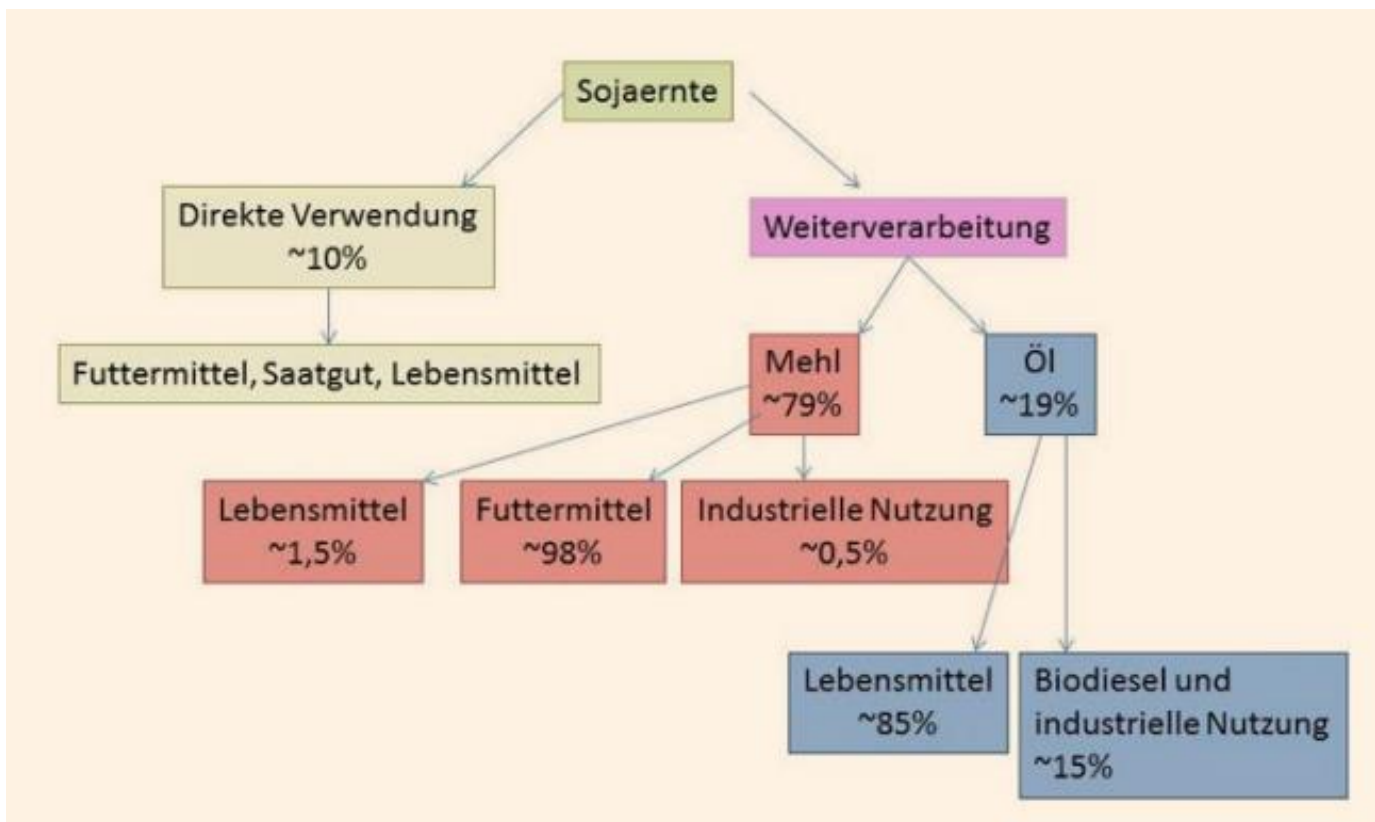 Sojaernte
Direkte Verwendung
~10%
Weiterverarbeitung
Futtermittel, Saatgut, Lebensmittel
Mehl
~79%
Öl
~19%
Lebensmittel
~1,5%
Futtermittel
~98%
Industrielle Nutzung
~0,5%
Lebensmittel
~85%
Biodiesel und
industrielle Nutzung
~15%